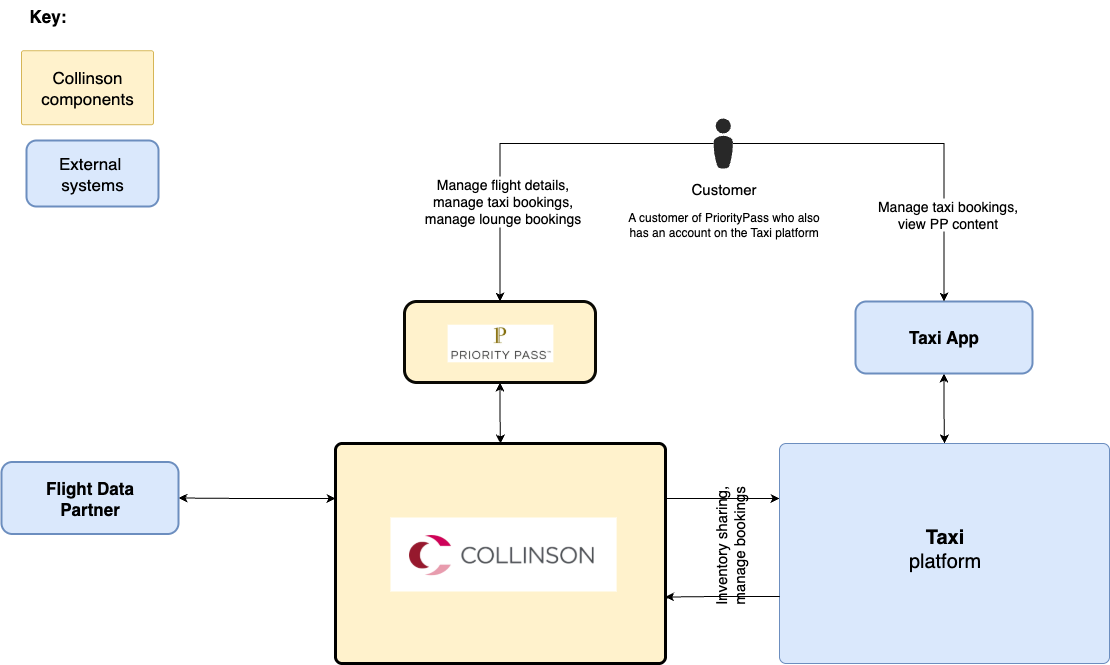 Key:
Collinson
components
External
systems
Customer
A customer of PriorityPass who also
has an account on the Taxi platform
Manage flight details,
manage taxi bookings,
manage lounge bookings
Manage taxi bookings,
view PP content
PRIORITY PASS™
Taxi App
Flight Data
Partner
COLLINSON
Inventory sharing,
manage bookings
Taxi
platform